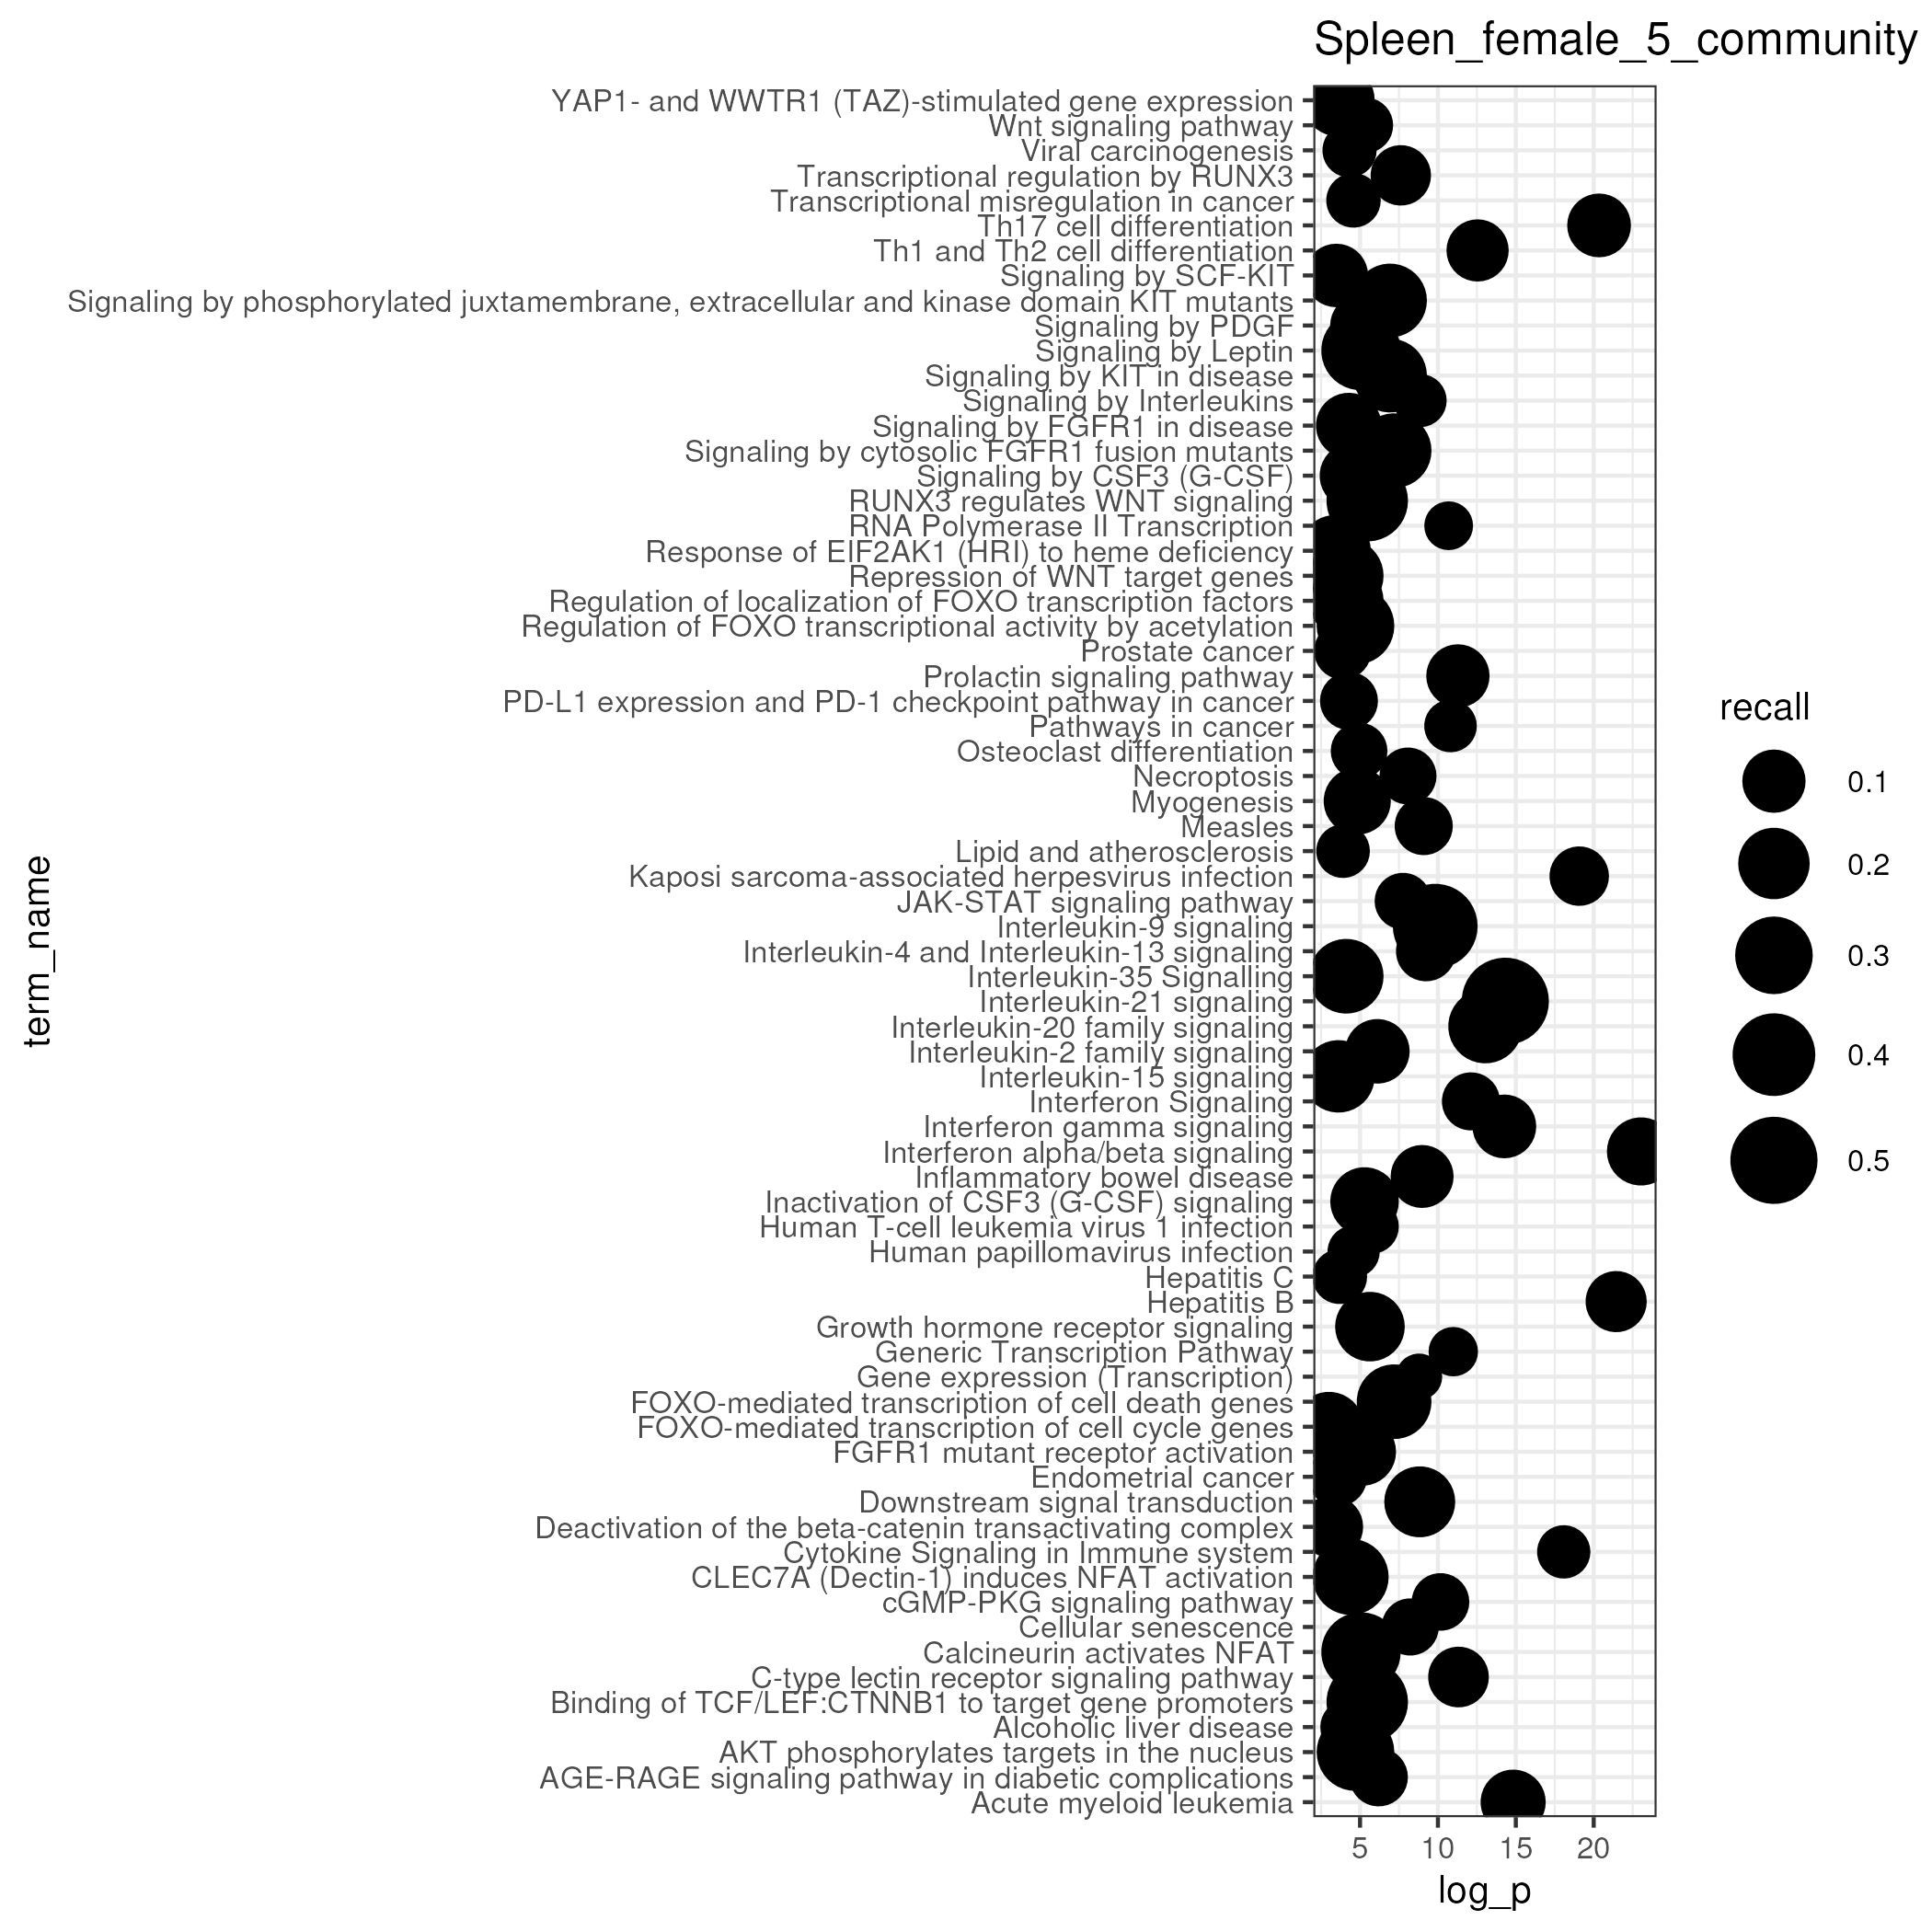 Spleen_female_5_community
YAP1- and WWTR1 (TAZ)-stimulated gene expression
Wnt signaling pathway
Viral carcinogenesis
Transcriptional regulation by RUNX3
Transcriptional misregulation in cancer
Th17 cell differentiation
Th1 and Th2 cell differentiation
Signaling by SCF-KIT
Signaling by phosphorylated juxtamembrane, extracellular and kinase domain KIT mutants
Signaling by PDGF
Signaling by Leptin
Signaling by KIT in disease
Signaling by Interleukins
Signaling by FGFR1 in disease
Signaling by cytosolic FGFR1 fusion mutants
Signaling by CSF3 (G-CSF)
RUNX3 regulates WNT signaling
RNA Polymerase II Transcription
Response of EIF2AK1 (HRI) to heme deficiency
Repression of WNT target genes
Regulation of localization of FOXO transcription factors
Regulation of FOXO transcriptional activity by acetylation
Prostate cancer
Prolactin signaling pathway
PD-L1 expression and PD-1 checkpoint pathway in cancer
Pathways in cancer
Osteoclast differentiation
Necroptosis
Myogenesis
Measles
Lipid and atherosclerosis
Kaposi sarcoma-associated herpesvirus infection
JAK-STAT signaling pathway
Interleukin-9 signaling
Interleukin-4 and Interleukin-13 signaling
Interleukin-35 Signalling
Interleukin-21 signaling
Interleukin-20 family signaling
Interleukin-2 family signaling
Interleukin-15 signaling
Interferon Signaling
Interferon gamma signaling
Interferon alpha/beta signaling
Inflammatory bowel disease
Inactivation of CSF3 (G-CSF) signaling
Human T-cell leukemia virus 1 infection
Human papillomavirus infection
Hepatitis C
Hepatitis B
Growth hormone receptor signaling
Generic Transcription Pathway
Gene expression (Transcription)
FOXO-mediated transcription of cell death genes
FOXO-mediated transcription of cell cycle genes
FGFR1 mutant receptor activation
Endometrial cancer
Downstream signal transduction
Deactivation of the beta-catenin transactivating complex
Cytokine Signaling in Immune system
CLEC7A (Dectin-1) induces NFAT activation
cGMP-PKG signaling pathway
Cellular senescence
Calcineurin activates NFAT
C-type lectin receptor signaling pathway
Binding of TCF/LEF:CTNNB1 to target gene promoters
Alcoholic liver disease
AKT phosphorylates targets in the nucleus
AGE-RAGE signaling pathway in diabetic complications
Acute myeloid leukemia
term_name
5 10 15 20
log_p
recall
0.1
0.2
0.3
0.4
0.5